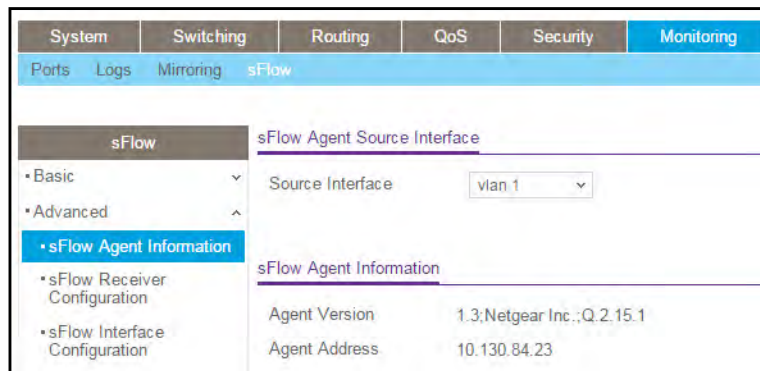 System Switching Routing QoS Security Monitoring
Ports Logs Mirroring sFlow
sFlow
Basic
Advanced
sFlow Agent Information
sFlow Receiver
Configuration
sFlow Interface
Configuration
sFlow Agent Source Interface
Source Interface vlan 1
sFlow Agent Information
Agent Version 1.3;Netgear Inc.;Q.2.15.1
Agent Address 10.130.84.23